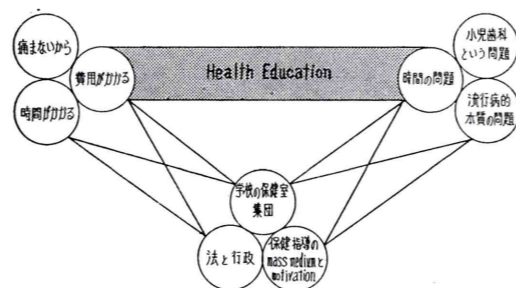 痛まないから
費用がかかる
時間がかかる
Health Education
時間の問題
小児歯科
という問題
流行病的
本質の問題
学校の保健室
集団
法と行政
保健指導の
mass mediumと
motivation